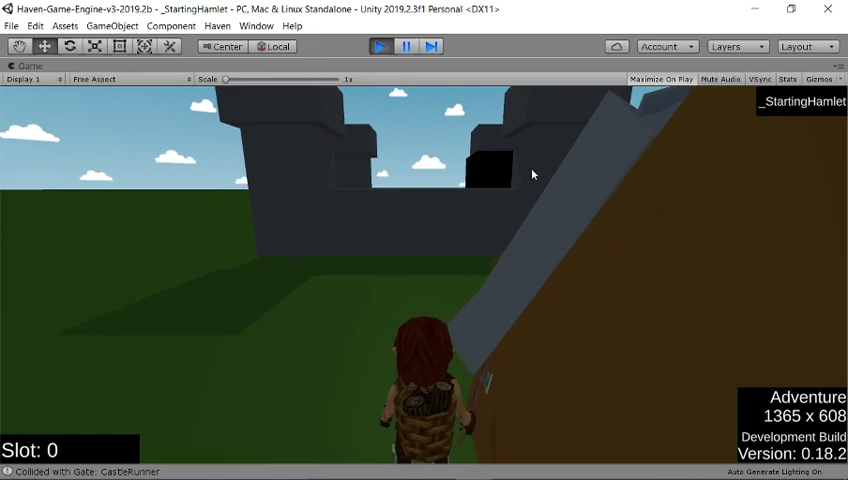 Haven-Game-Engine-v3-2019.2b - _StartingHamlet - PC, Mac & Linux Standalone - Unity 2019.2.3f1 Personal <DX11>
File Edit Assets GameObject Component Haven Window Help
Center Local Account Layers Layout
Game
Display 1 Free Aspect Scale 1x Maximize On Play Mute Audio VSync Stats Gizmos
_StartingHamlet
Adventure
1365 x 608
Development Build
Slot: 0 Version: 0.18.2
Collided with Gate: CastleRunner Auto Generate Lighting On